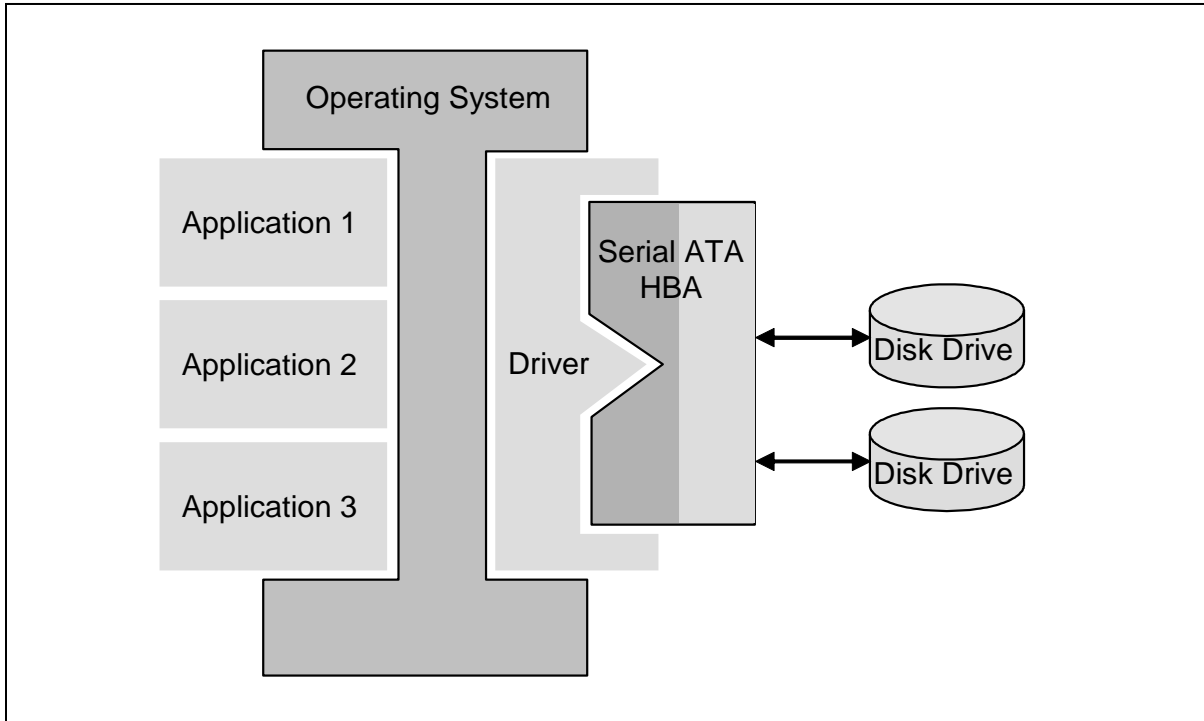 Operating System
Application 1
Application 2
Application 3
Driver
Serial ATA
HBA
Disk Drive
Disk Drive